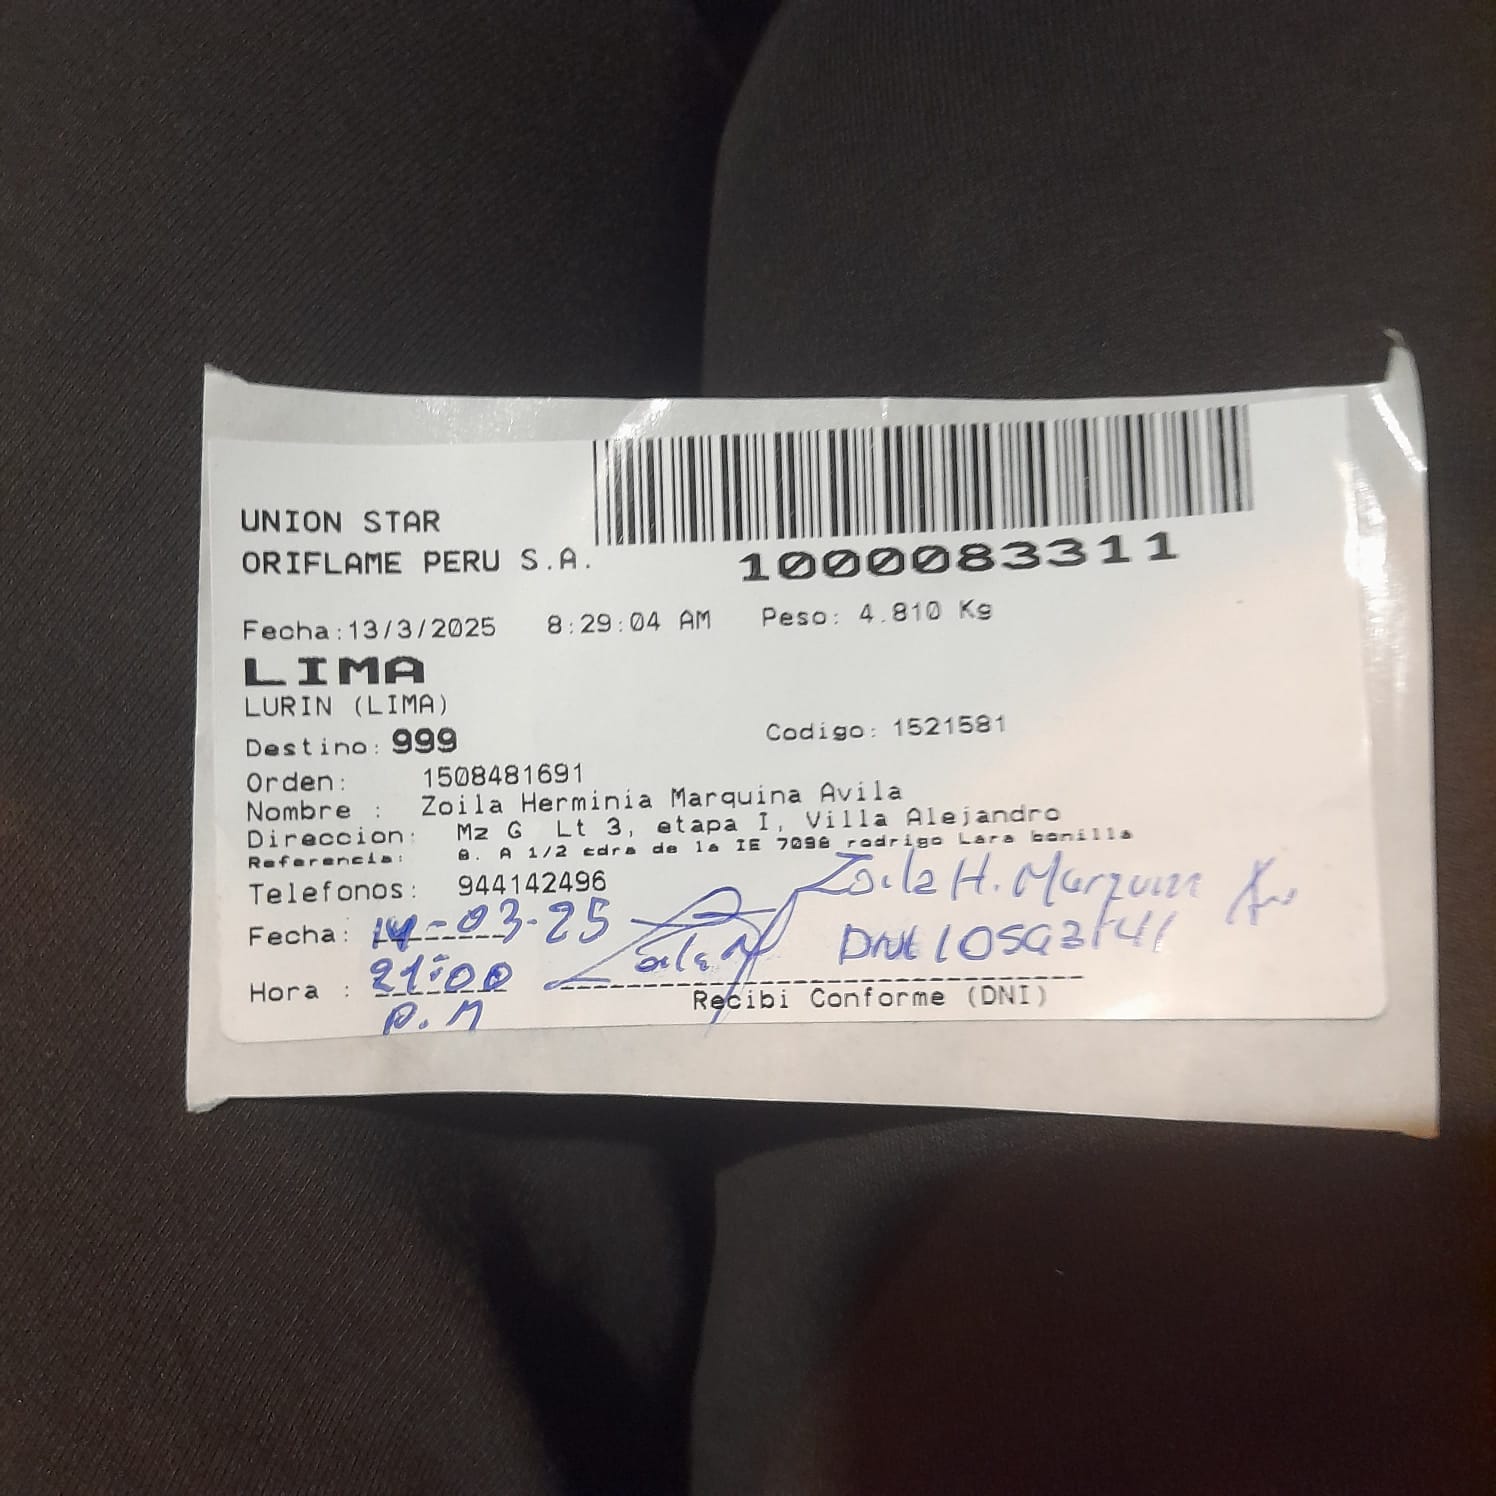 UNION STAR
ORIFLAME PERU S.A.
1000083311
Fecha:13/3/2025 8:29:04 AM Peso: 4.810 Kg
LIMA
LURIN (LIMA)
Destino: 999 Codigo: 1521581
Orden: 1508481691
Nombre : Zoila Herminia Marquina Avila
Direccion: Mz G Lt 3, etapa I, Villa Alejandro
Referencia: A 1/2 cdra de la IE 7098 rodrigo Lara bonilla
Telefonos: 944142496
Zoila H. Marquina
Fecha: 14-03-25
DNI
Hora : 21:00
P.M
Recibi Conforme (DNI)